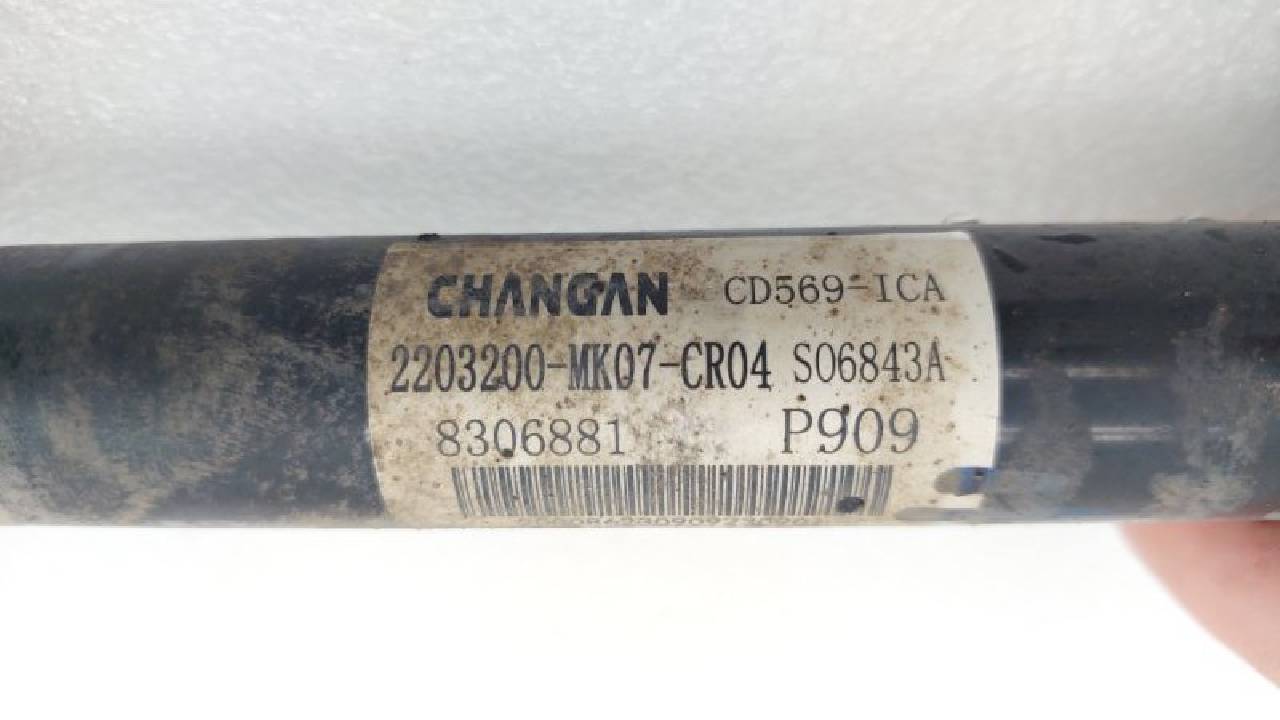 CHANGAN CD569-ICA
2203200-MK07-CR04 S06843A
8306881 P909